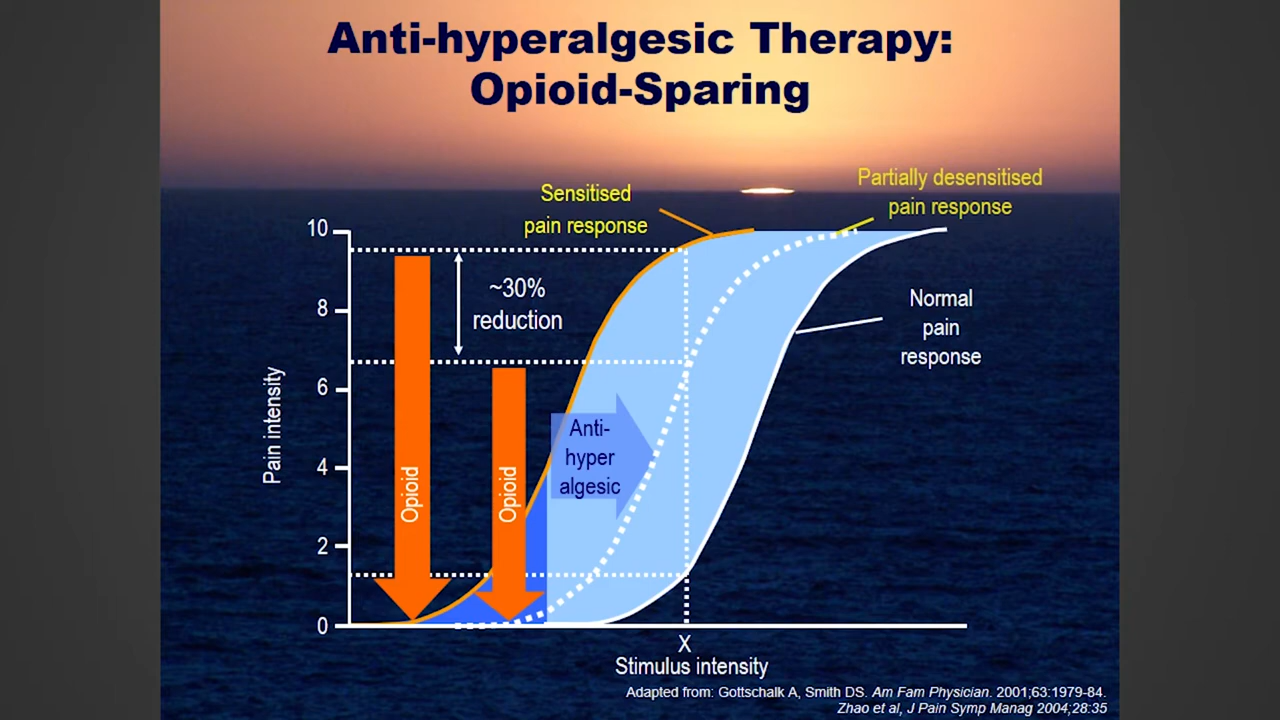 Anti-hyperalgesic Therapy:
Opioid-Sparing
Sensitised
pain response
Partially desensitised
pain response
10
8
6
4
2
0
Pain intensity
~30%
reduction
Normal
pain
response
Opioid
Opioid
Anti-
hyper
algesic
X
Stimulus intensity
Adapted from: Gottschalk A, Smith DS. Am Fam Physician. 2001;63:1979-84.
Zhao et al, J Pain Symp Manag 2004;28:35